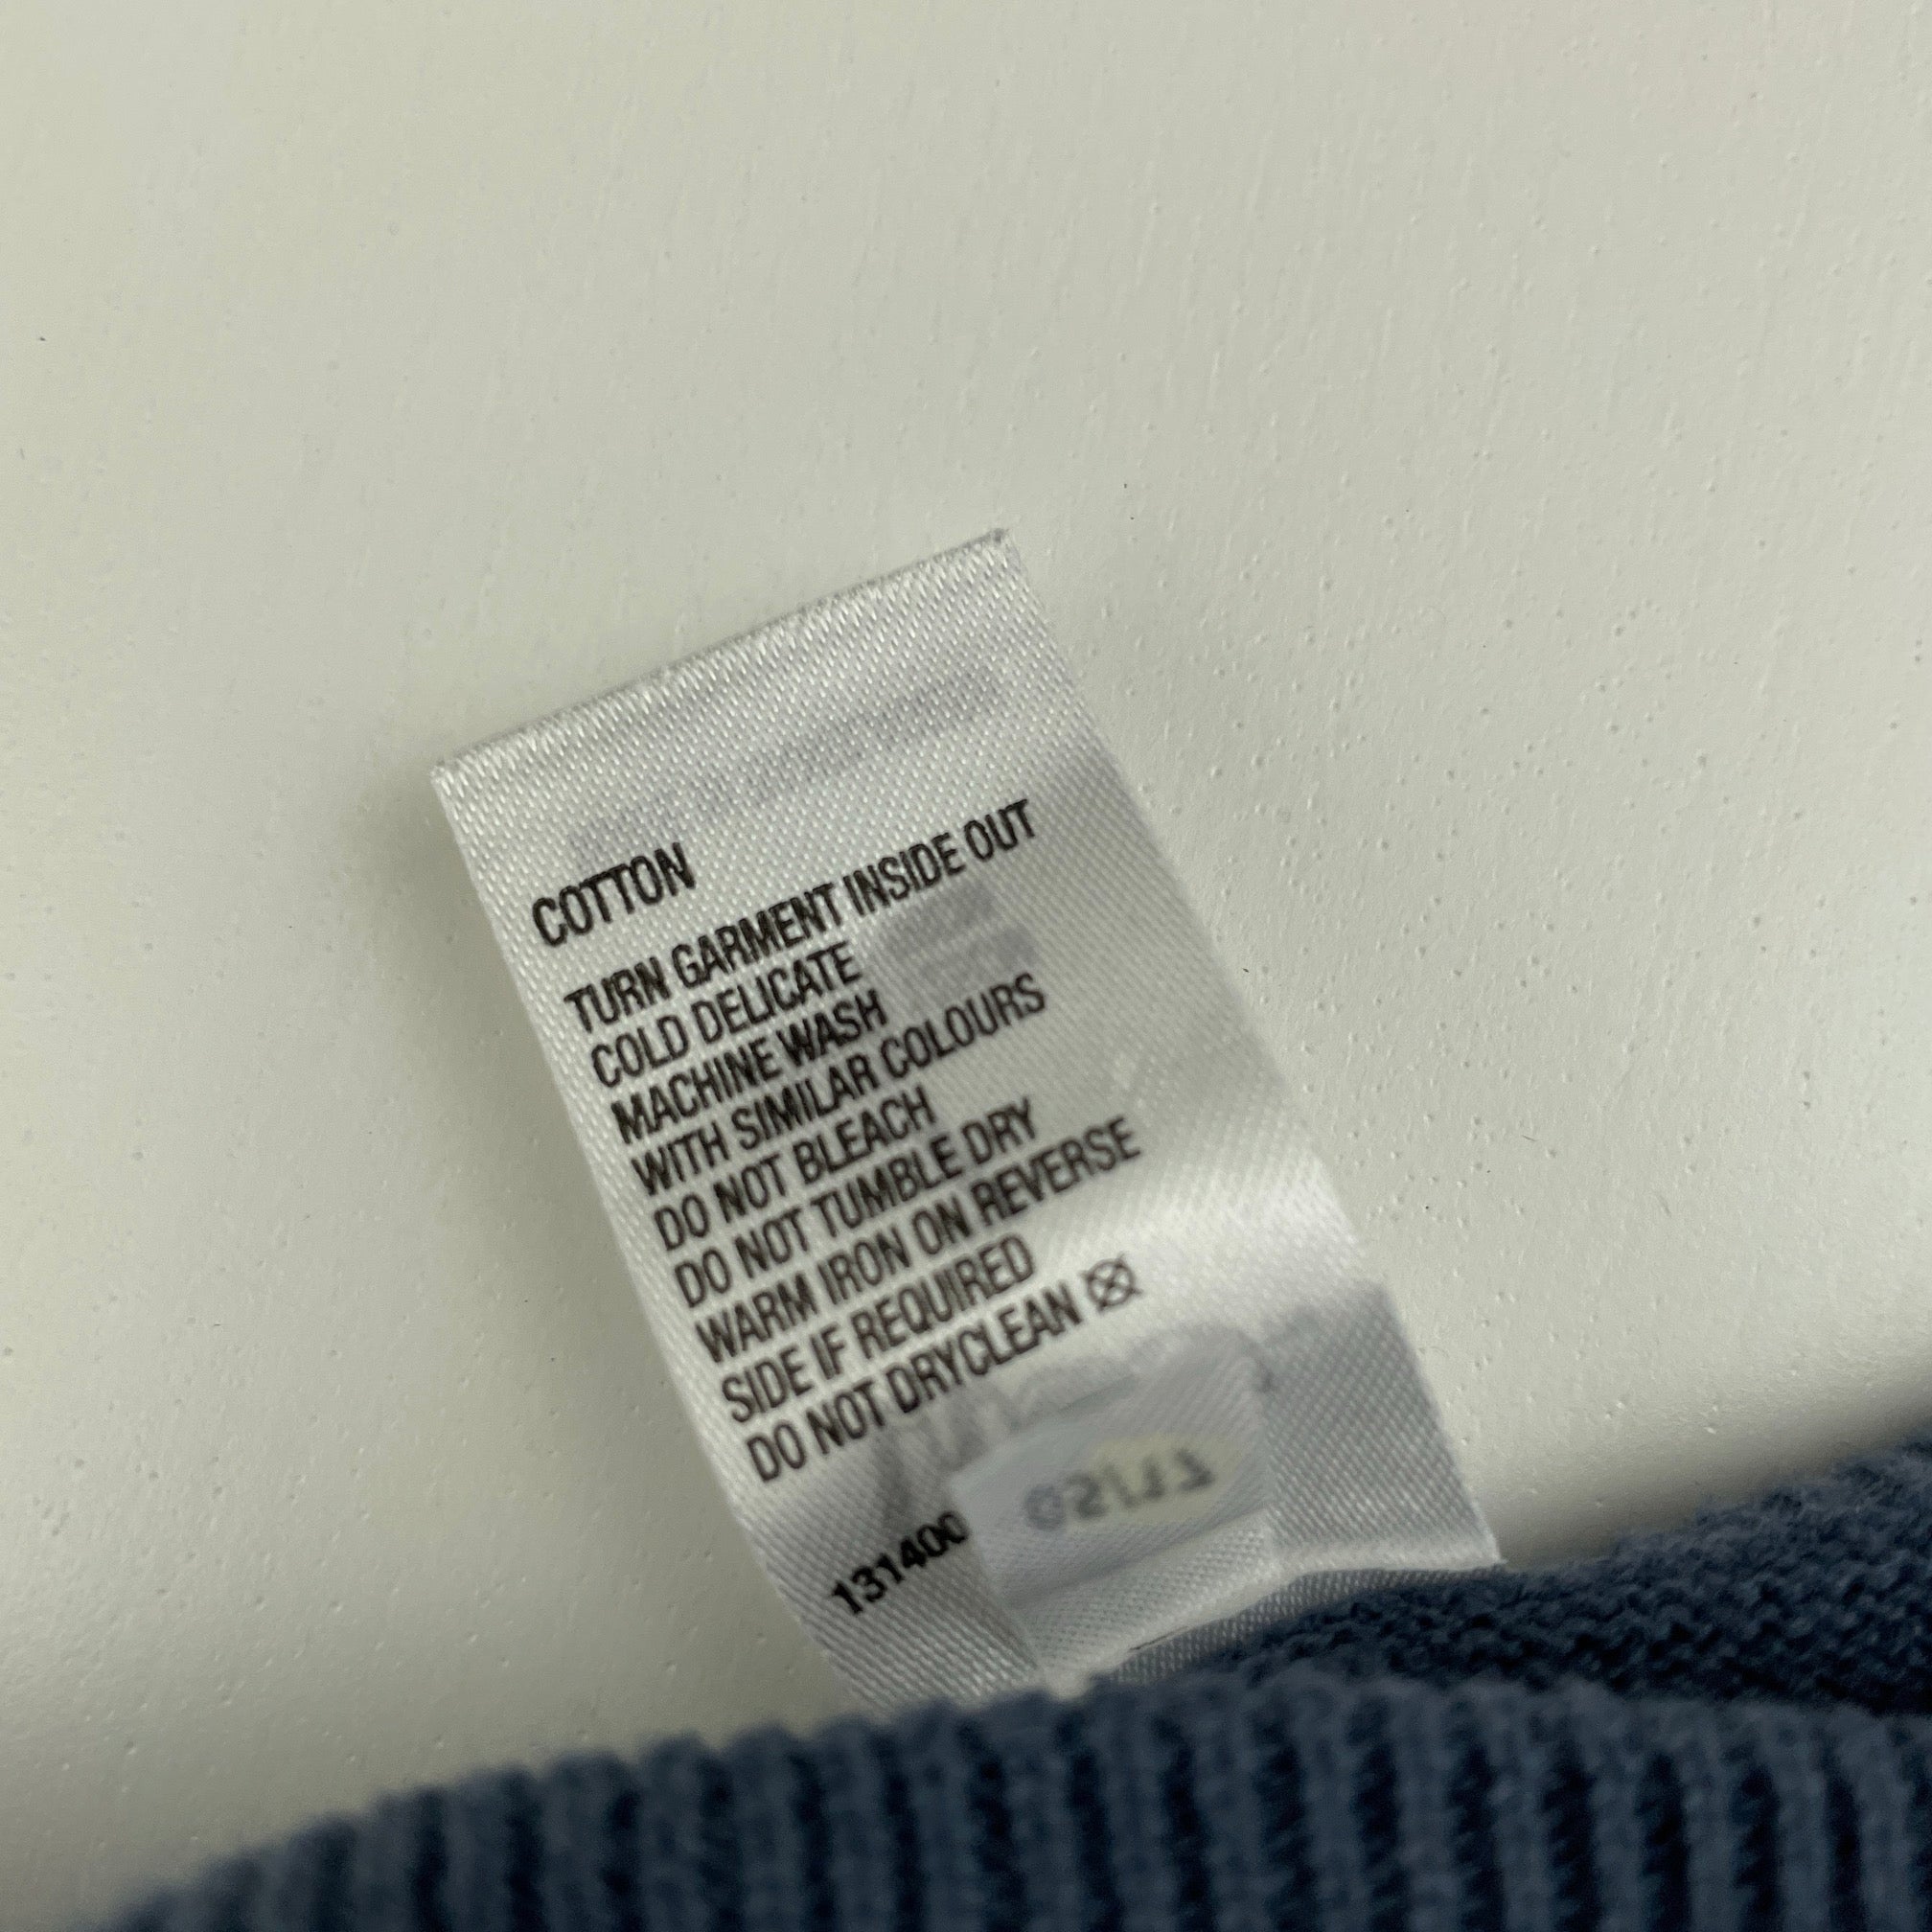 COTTON
TURN GARMENT INSIDE OUT
COLD DELICATE
MACHINE WASH
WITH SIMILAR COLOURS
DO NOT BLEACH
DO NOT TUMBLE DRY
WARM IRON ON REVERSE
SIDE IF REQUIRED
DO NOT DRYCLEAN
131400